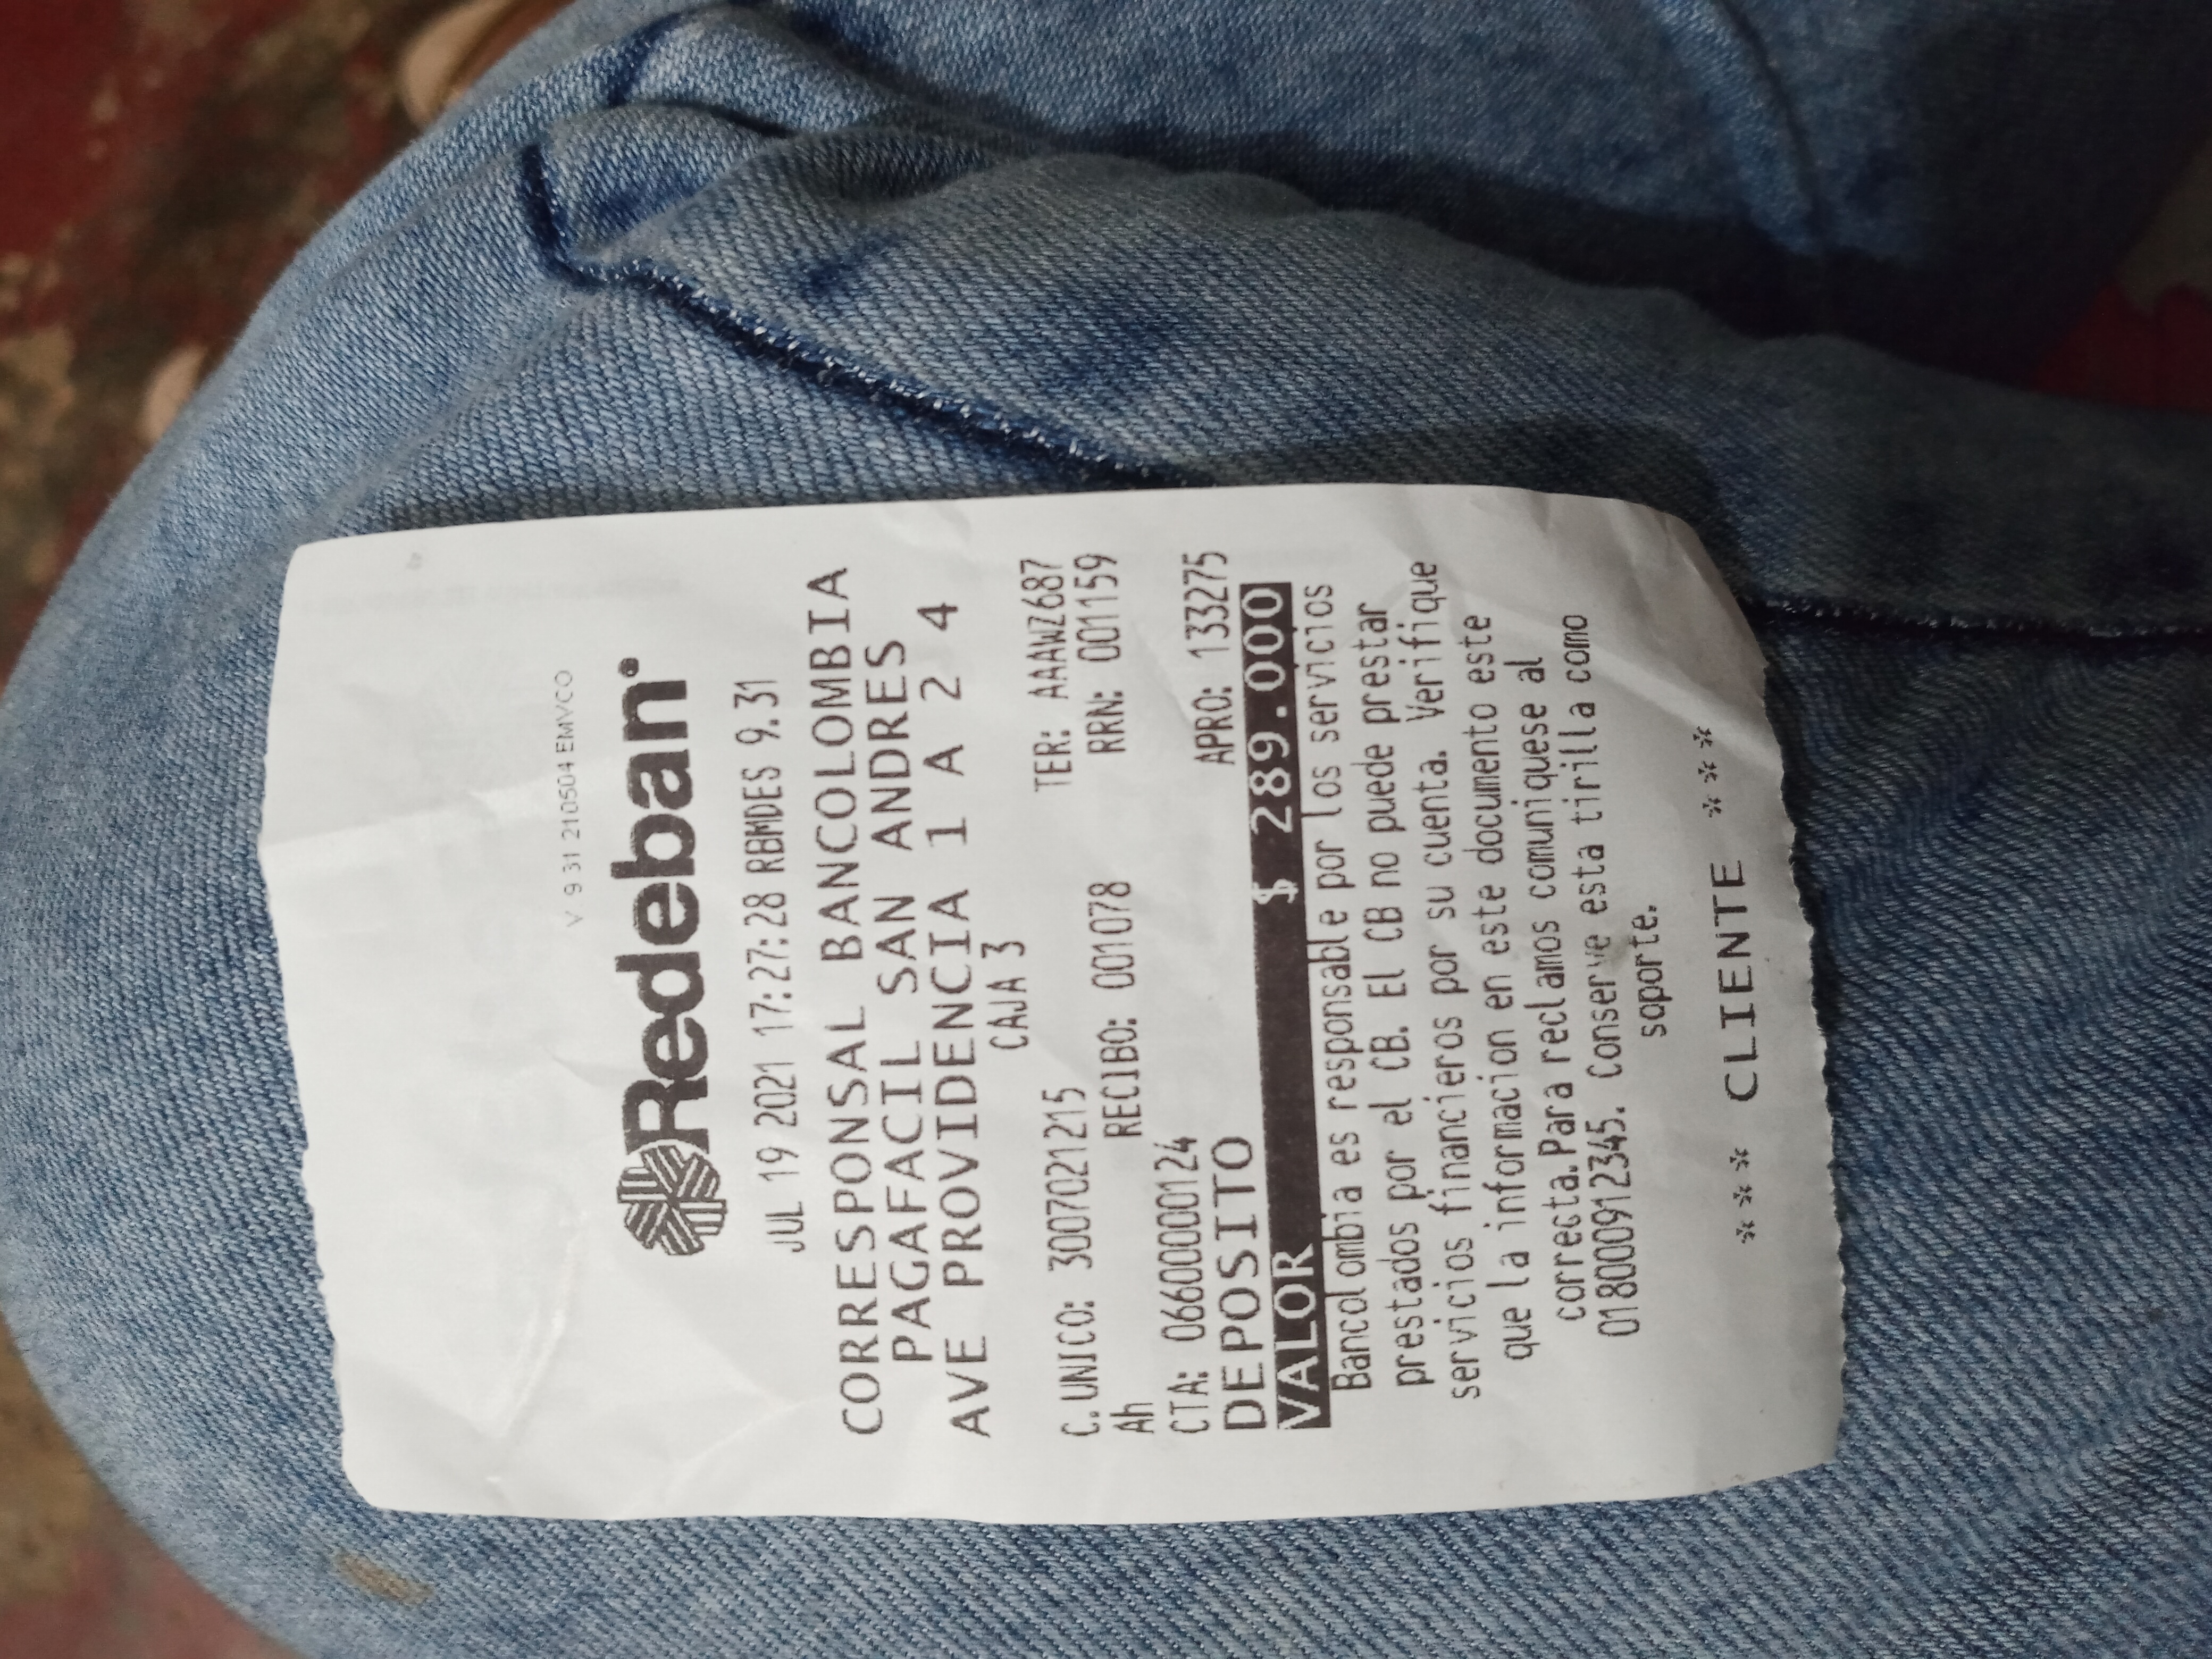 V. 9.31 210504 EMVCO
Redeban
JUL 19 2021 17:27:28 RBMDES 9.31
CORRESPONSAL BANCOLOMBIA
PAGAFACIL SAN ANDRES
AVE PROVIDENCIA 1 A 2 4
CAJA 3
C.UNICO: 3007021215 TER: AAAWZ687
Ah RECIBO: 001078 RRN: 001159
CTA: 06600000124 APRO: 133275
DEPOSITO
VALOR $ 289.000
Bancolombia es responsable por los servicios
prestados por el CB. El CB no puede prestar
servicios financieros por su cuenta. Verifique
que la informacion en este documento este
correcta.Para reclamos comuniquese al
018000912345. Conserve esta tirilla como
soporte.
*** CLIENTE ***